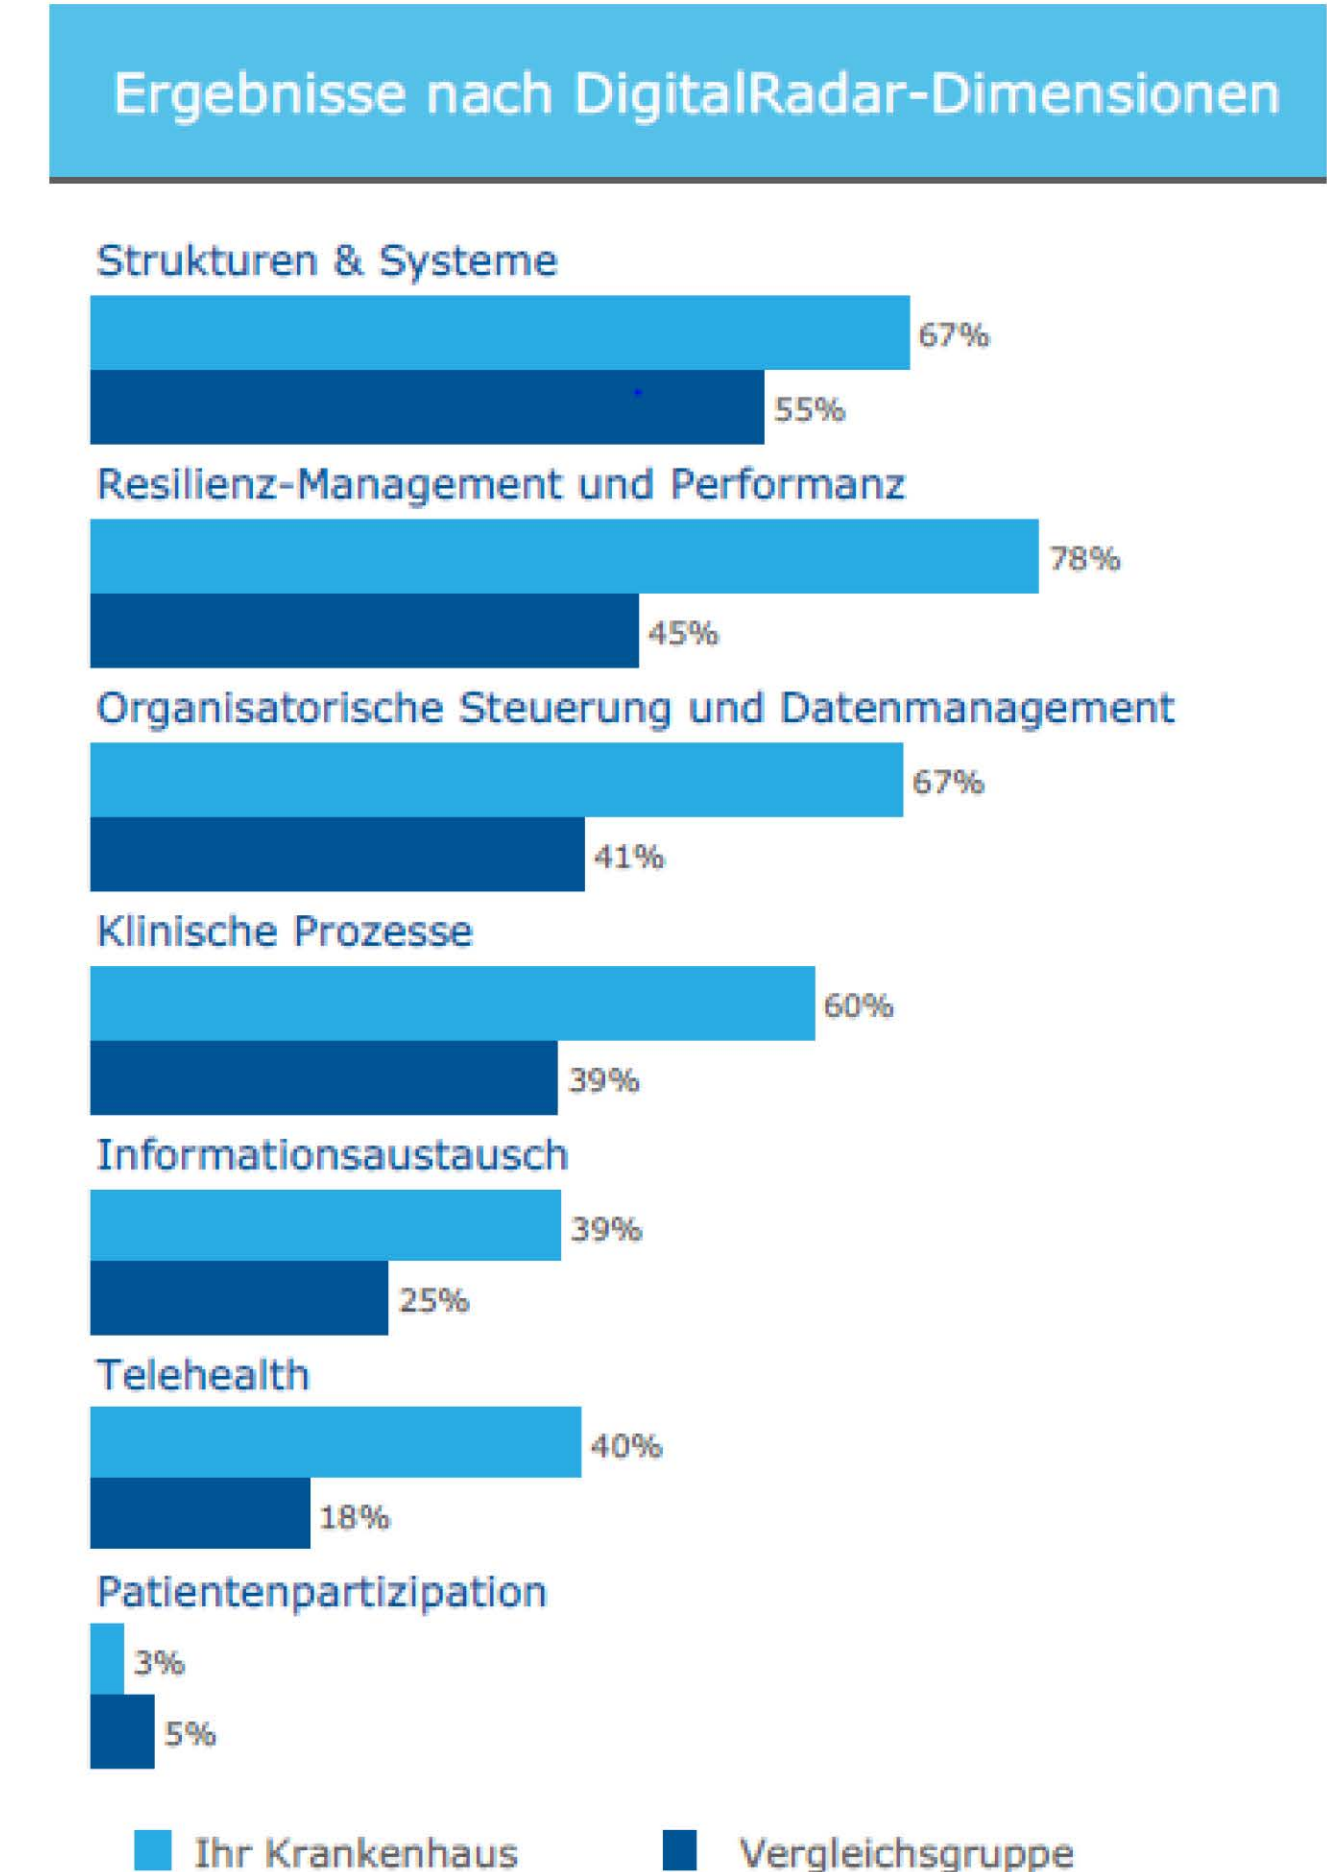 Ergebnisse nach DigitalRadar-Dimensionen
Strukturen & Systeme
67%
55%
Resilienz-Management und Performanz
78%
45%
Organisatorische Steuerung und Datenmanagement
67%
41%
Klinische Prozesse
60%
39%
Informationsaustausch
39%
25%
Telehealth
40%
18%
Patientenpartizipation
3%
5%
Ihr Krankenhaus Vergleichsgruppe